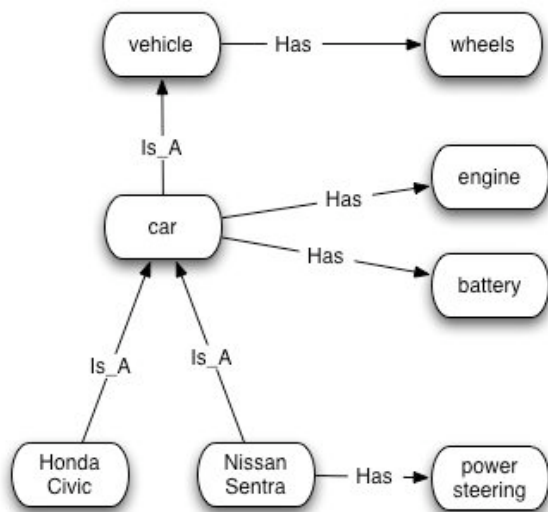 vehicle
Has
wheels
Is_A
engine
Has
car
Has
battery
Is_A
Is_A
Honda
Civic
Nissan
Sentra
Has
power
steering